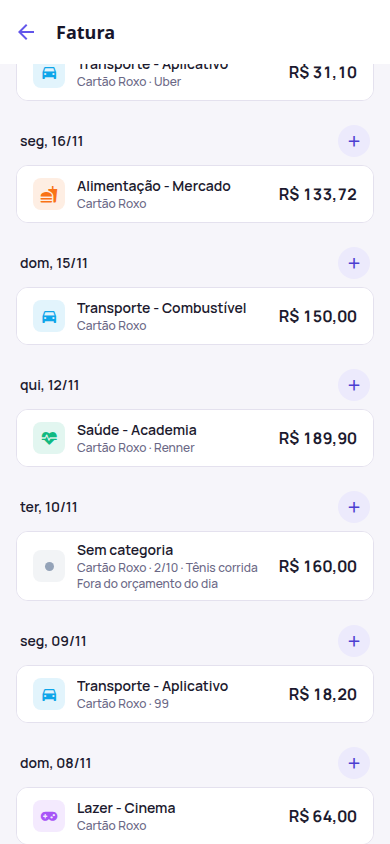 Fatura
Transporte - Aplicativo
Cartão Roxo · Uber
R$ 31,10
seg, 16/11
Alimentação - Mercado
Cartão Roxo
R$ 133,72
dom, 15/11
Transporte - Combustível
Cartão Roxo
R$ 150,00
qui, 12/11
Saúde - Academia
Cartão Roxo · Renner
R$ 189,90
ter, 10/11
Sem categoria
Cartão Roxo · 2/10 · Tênis corrida
Fora do orçamento do dia
R$ 160,00
seg, 09/11
Transporte - Aplicativo
Cartão Roxo · 99
R$ 18,20
dom, 08/11
Lazer - Cinema
Cartão Roxo
R$ 64,00